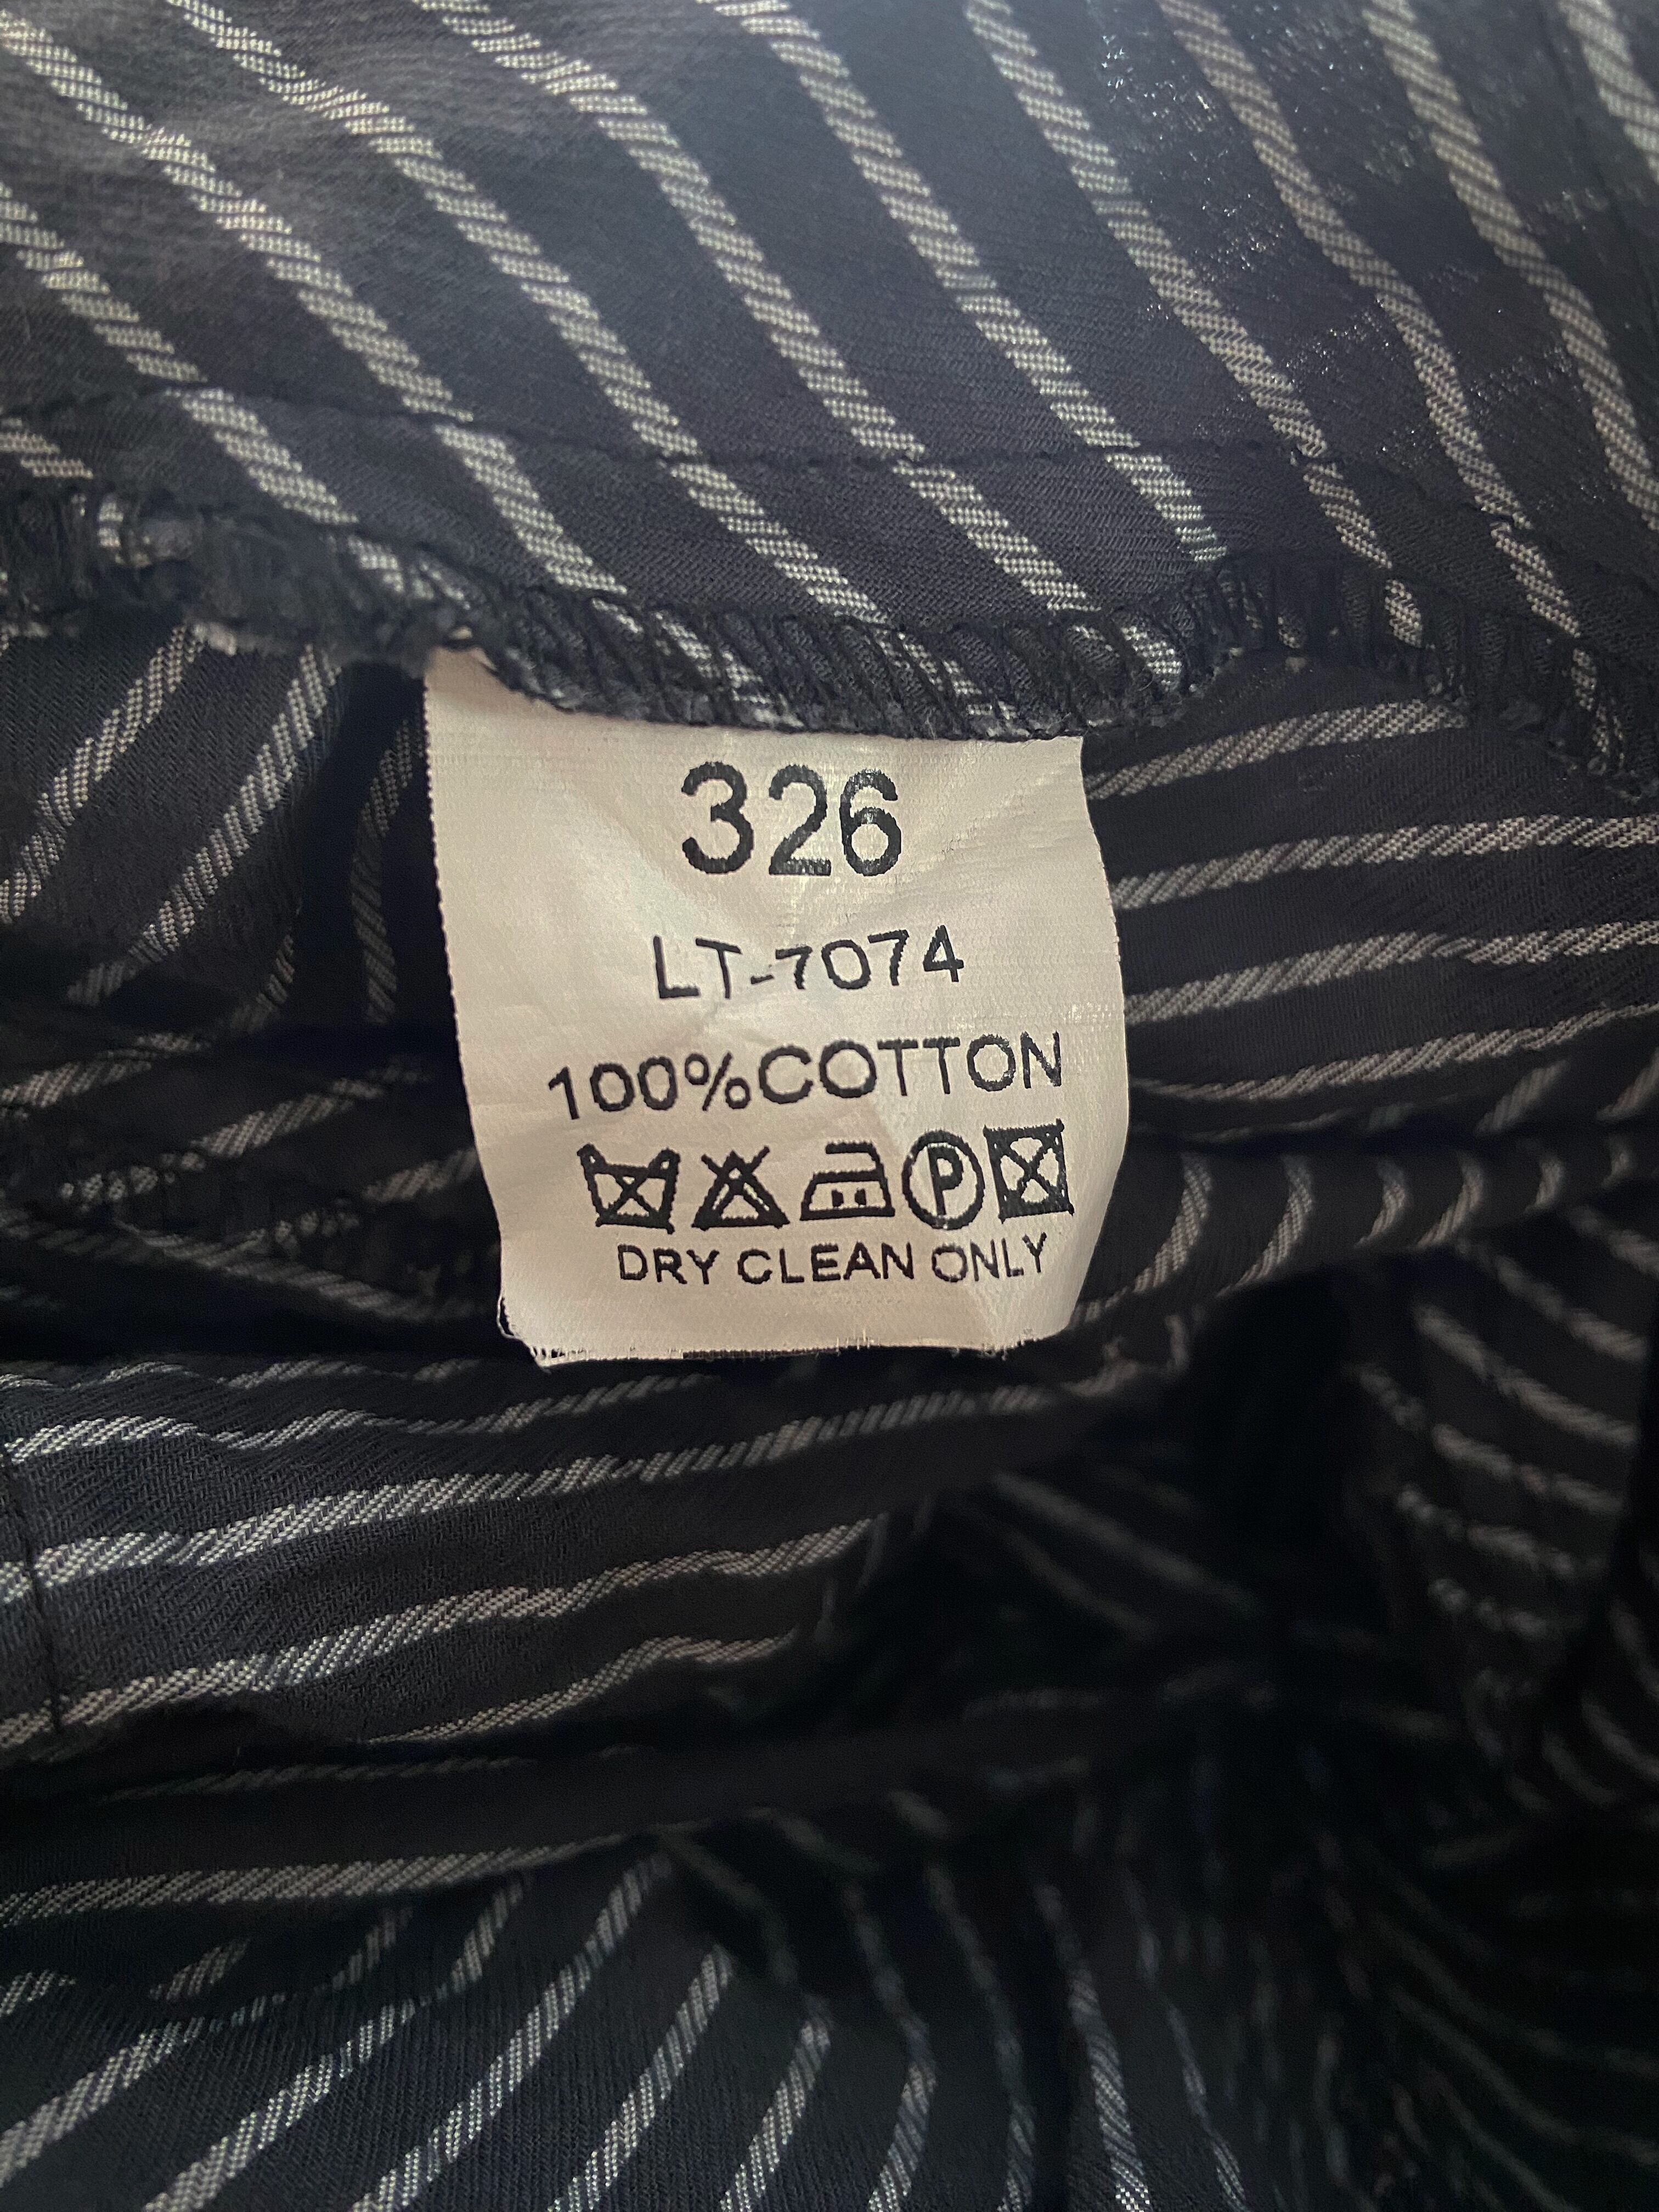 326
LT-7074
100%COTTON
P
DRY CLEAN ONLY